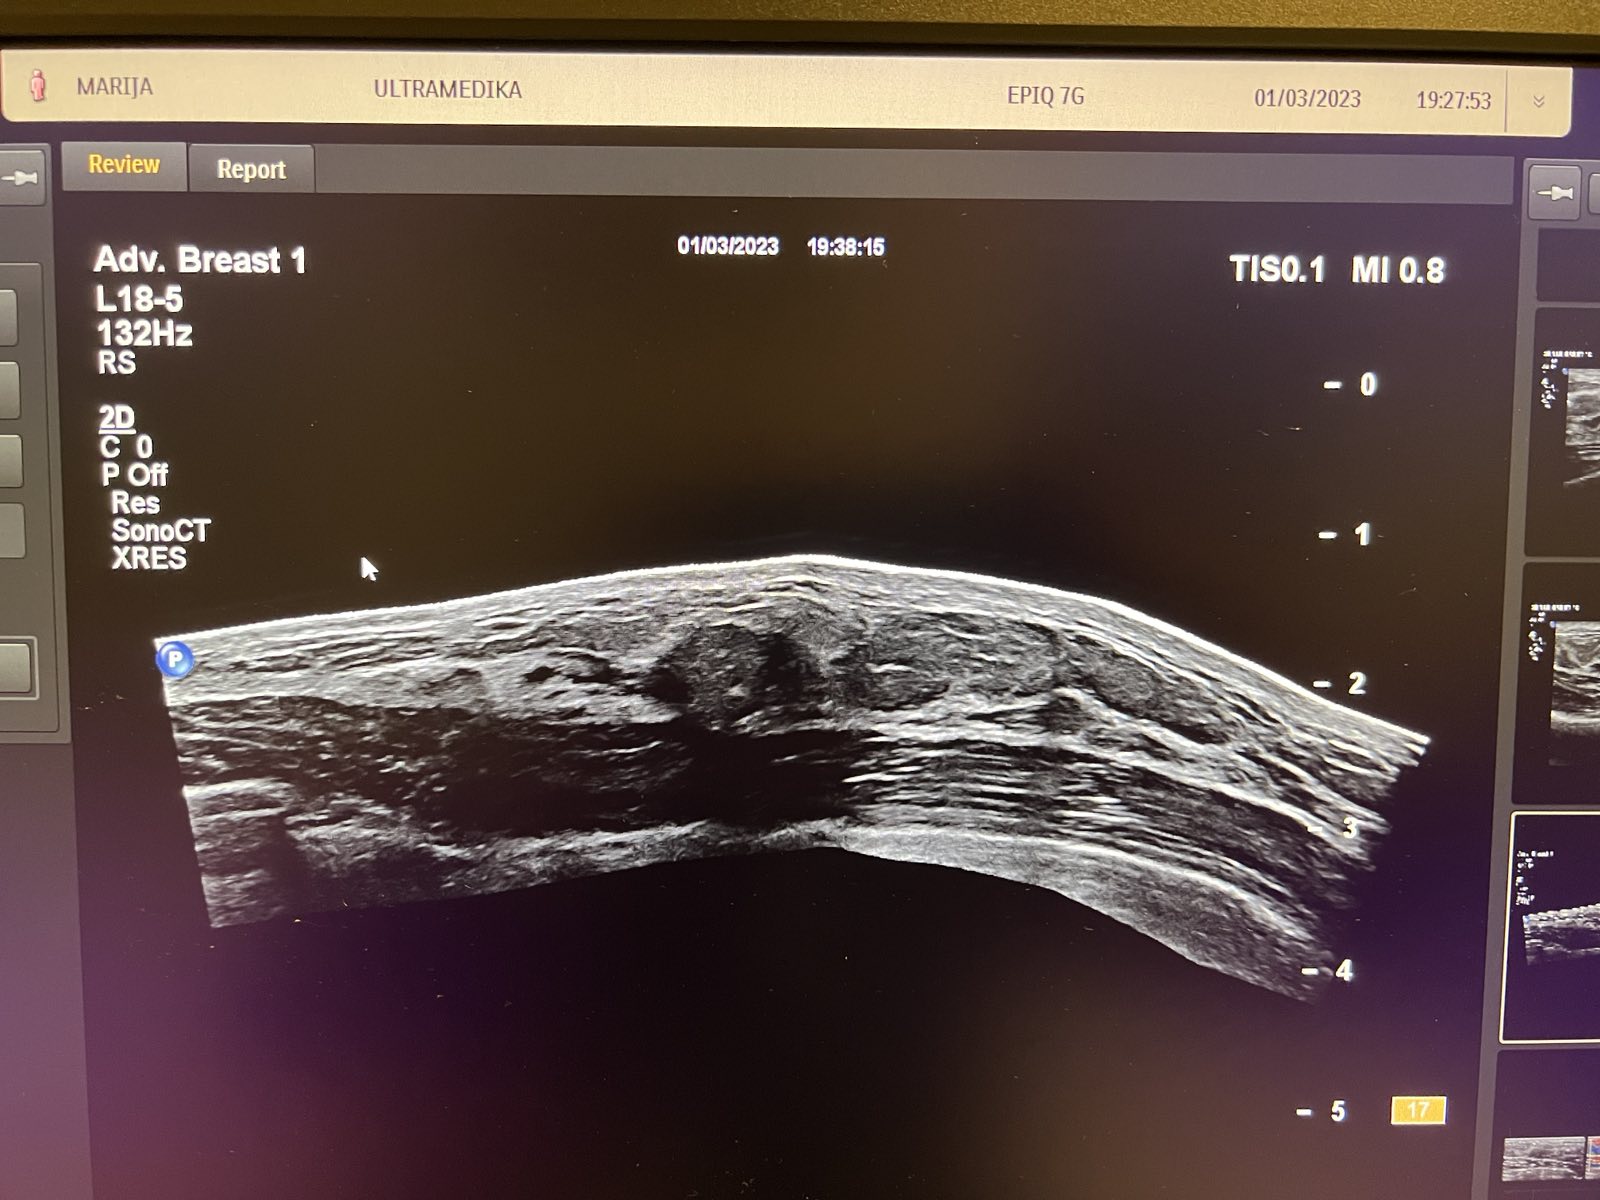 MARIJA ULTRAMEDIKA EPIQ 7G 01/03/2023 19:27:53
Review Report
01/03/2023 19:38:15
Adv. Breast 1
TIS0.1 MI 0.8
L18-5
132Hz
RS
2D
C 0
P Off
Res
SonoCT
XRES
0
1
P
2
3
4
5
17